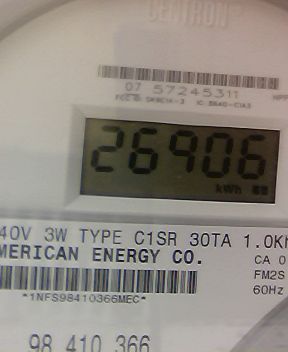 CENTRON®
07 57245311
26906
kWh
40V 3W TYPE C1SR 30TA 1.0K
MERICAN ENERGY CO.
CA 0
FM2S
60Hz
*1NFS98410366MEC*
98 410 366